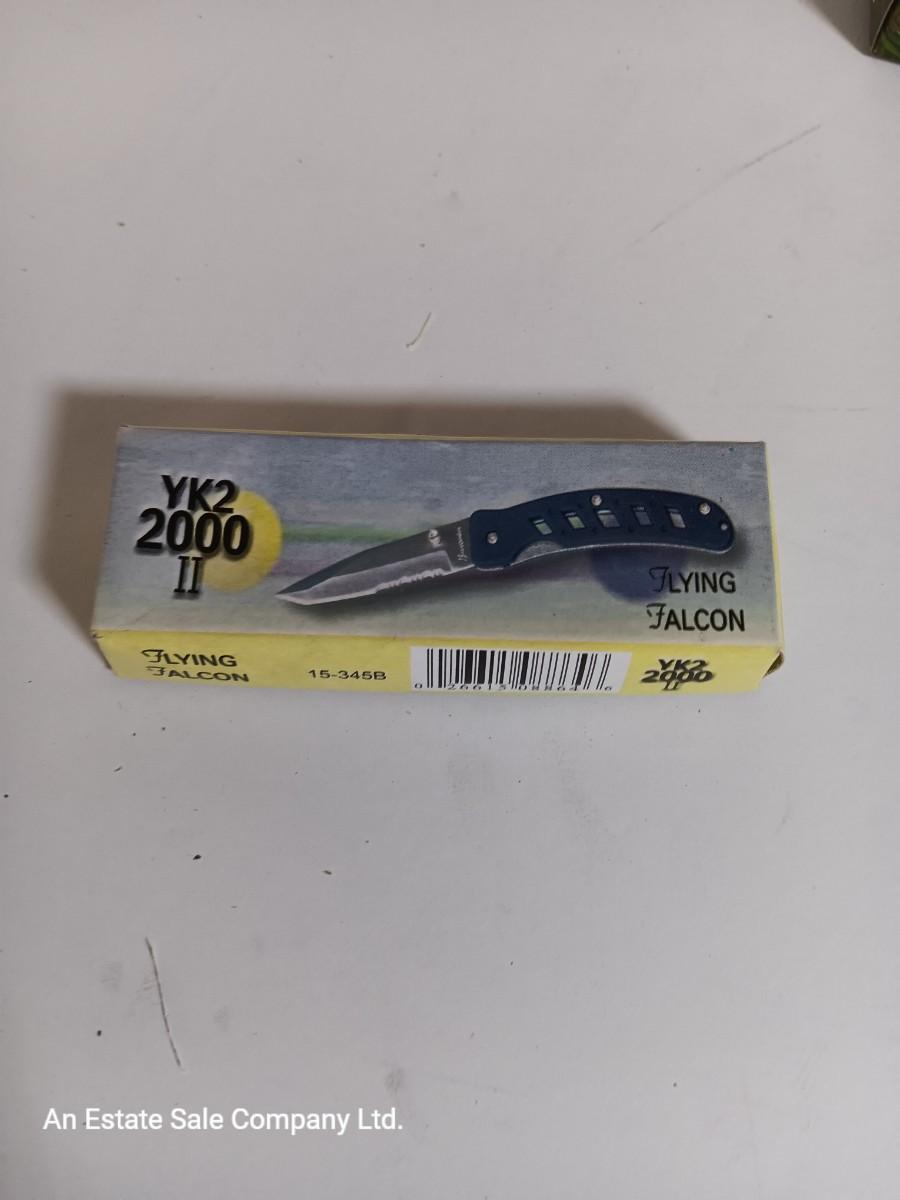 YK2
2000
II
FLYING
FALCON
FLYING
FALCON
15-345B
YK2
2000
II
An Estate Sale Company Ltd.